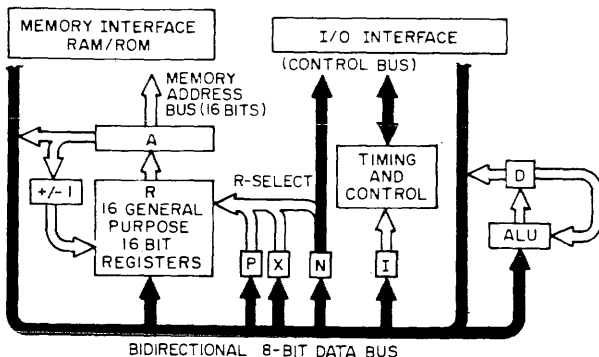 MEMORY INTERFACE
RAM/ROM
I/O INTERFACE
(CONTROL BUS)
MEMORY
ADDRESS
BUS (16 BITS)
A
+/- 1
R
16 GENERAL
PURPOSE
16 BIT
REGISTERS
R-SELECT
TIMING
AND
CONTROL
D
ALU
P
X
N
I
BIDIRECTIONAL 8-BIT DATA BUS